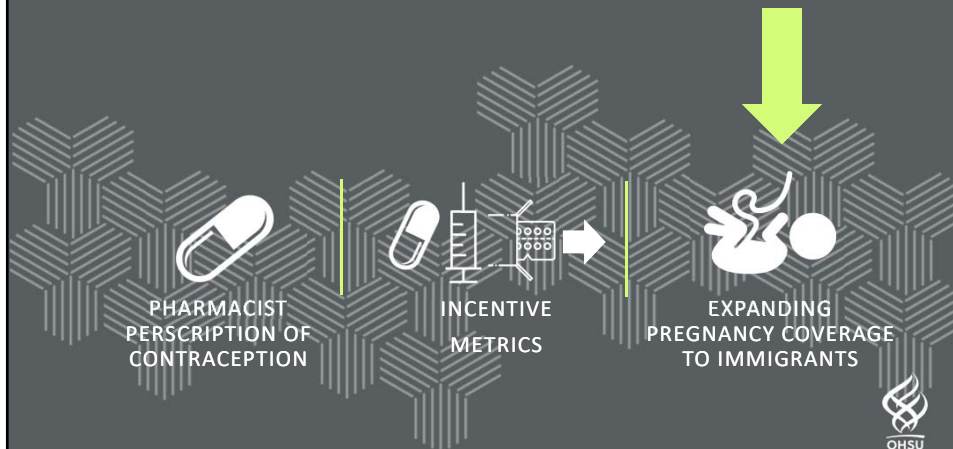 PHARMACIST
PERSCRIPTION OF
CONTRACEPTION
INCENTIVE
METRICS
EXPANDING
PREGNANCY COVERAGE
TO IMMIGRANTS
OHSU